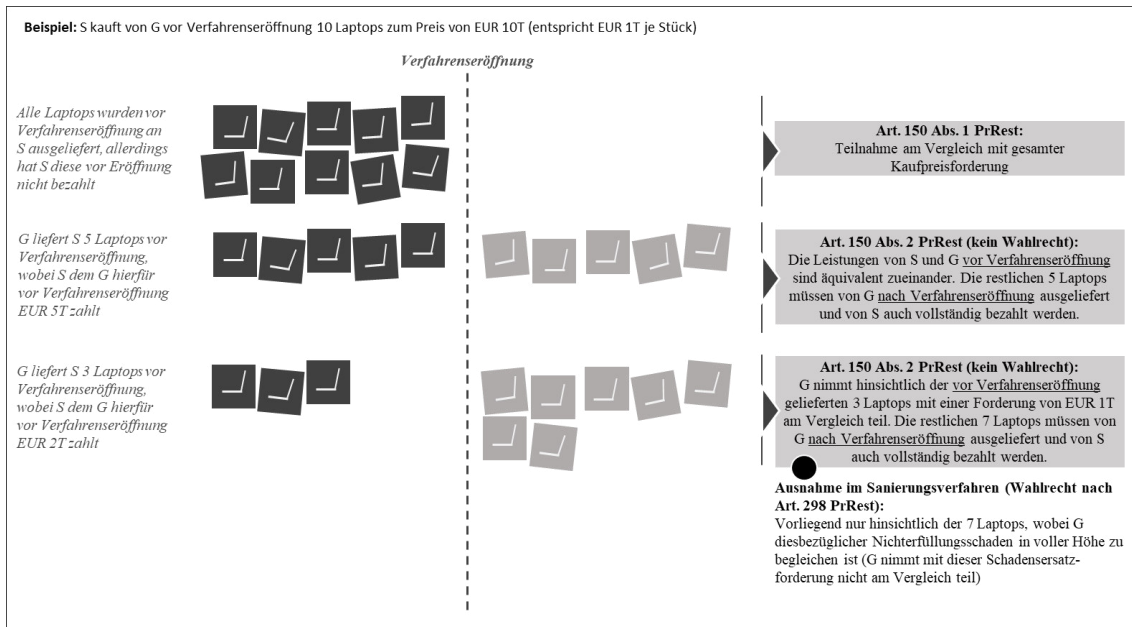 Beispiel: S kauft von G vor Verfahrenseröffnung 10 Laptops zum Preis von EUR 10T (entspricht EUR 1T je Stück)
Verfahrenseröffnung
Alle Laptops wurden vor
Verfahrenseröffnung an
S ausgeliefert, allerdings
hat S diese vor Eröffnung
nicht bezahlt
Art. 150 Abs. 1 PrRest:
Teilnahme am Vergleich mit gesamter
Kaufpreisforderung
G liefert S 5 Laptops vor
Verfahrenseröffnung,
wobei S dem G hierfür
vor Verfahrenseröffnung
EUR 5T zahlt
Art. 150 Abs. 2 PrRest (kein Wahlrecht):
Die Leistungen von S und G vor Verfahrenseröffnung
sind äquivalent zueinander. Die restlichen 5 Laptops
müssen von G nach Verfahrenseröffnung ausgeliefert
und von S auch vollständig bezahlt werden.
G liefert S 3 Laptops vor
Verfahrenseröffnung,
wobei S dem G hierfür
vor Verfahrenseröffnung
EUR 2T zahlt
Art. 150 Abs. 2 PrRest (kein Wahlrecht):
G nimmt hinsichtlich der vor Verfahrenseröffnung
gelieferten 3 Laptops mit einer Forderung von EUR 1T
am Vergleich teil. Die restlichen 7 Laptops müssen von
G nach Verfahrenseröffnung ausgeliefert und von S
auch vollständig bezahlt werden.
Ausnahme im Sanierungsverfahren (Wahlrecht nach
Art. 298 PrRest):
Vorliegend nur hinsichtlich der 7 Laptops, wobei G
diesbezüglicher Nichterfüllungsschaden in voller Höhe zu
begleichen ist (G nimmt mit dieser Schadensersatz-
forderung nicht am Vergleich teil)